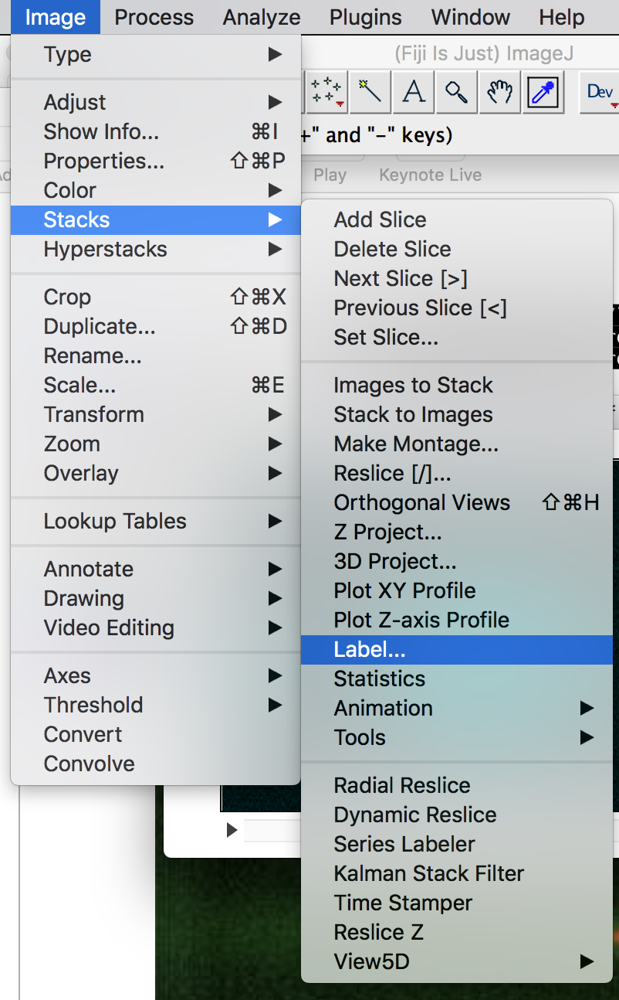 Image Process Analyze Plugins Window Help
(Fiji Is Just) ImageJ
Dev
+" and "-" keys)
Play Keynote Live
Type
Adjust
Show Info... ⌘I
Properties... ⇧⌘P
Color
Stacks
Hyperstacks
Crop ⇧⌘X
Duplicate... ⇧⌘D
Rename...
Scale... ⌘E
Transform
Zoom
Overlay
Lookup Tables
Annotate
Drawing
Video Editing
Axes
Threshold
Convert
Convolve
Add Slice
Delete Slice
Next Slice [>]
Previous Slice [<]
Set Slice...
Images to Stack
Stack to Images
Make Montage...
Reslice [/]...
Orthogonal Views ⇧⌘H
Z Project...
3D Project...
Plot XY Profile
Plot Z-axis Profile
Label...
Statistics
Animation
Tools
Radial Reslice
Dynamic Reslice
Series Labeler
Kalman Stack Filter
Time Stamper
Reslice Z
View5D